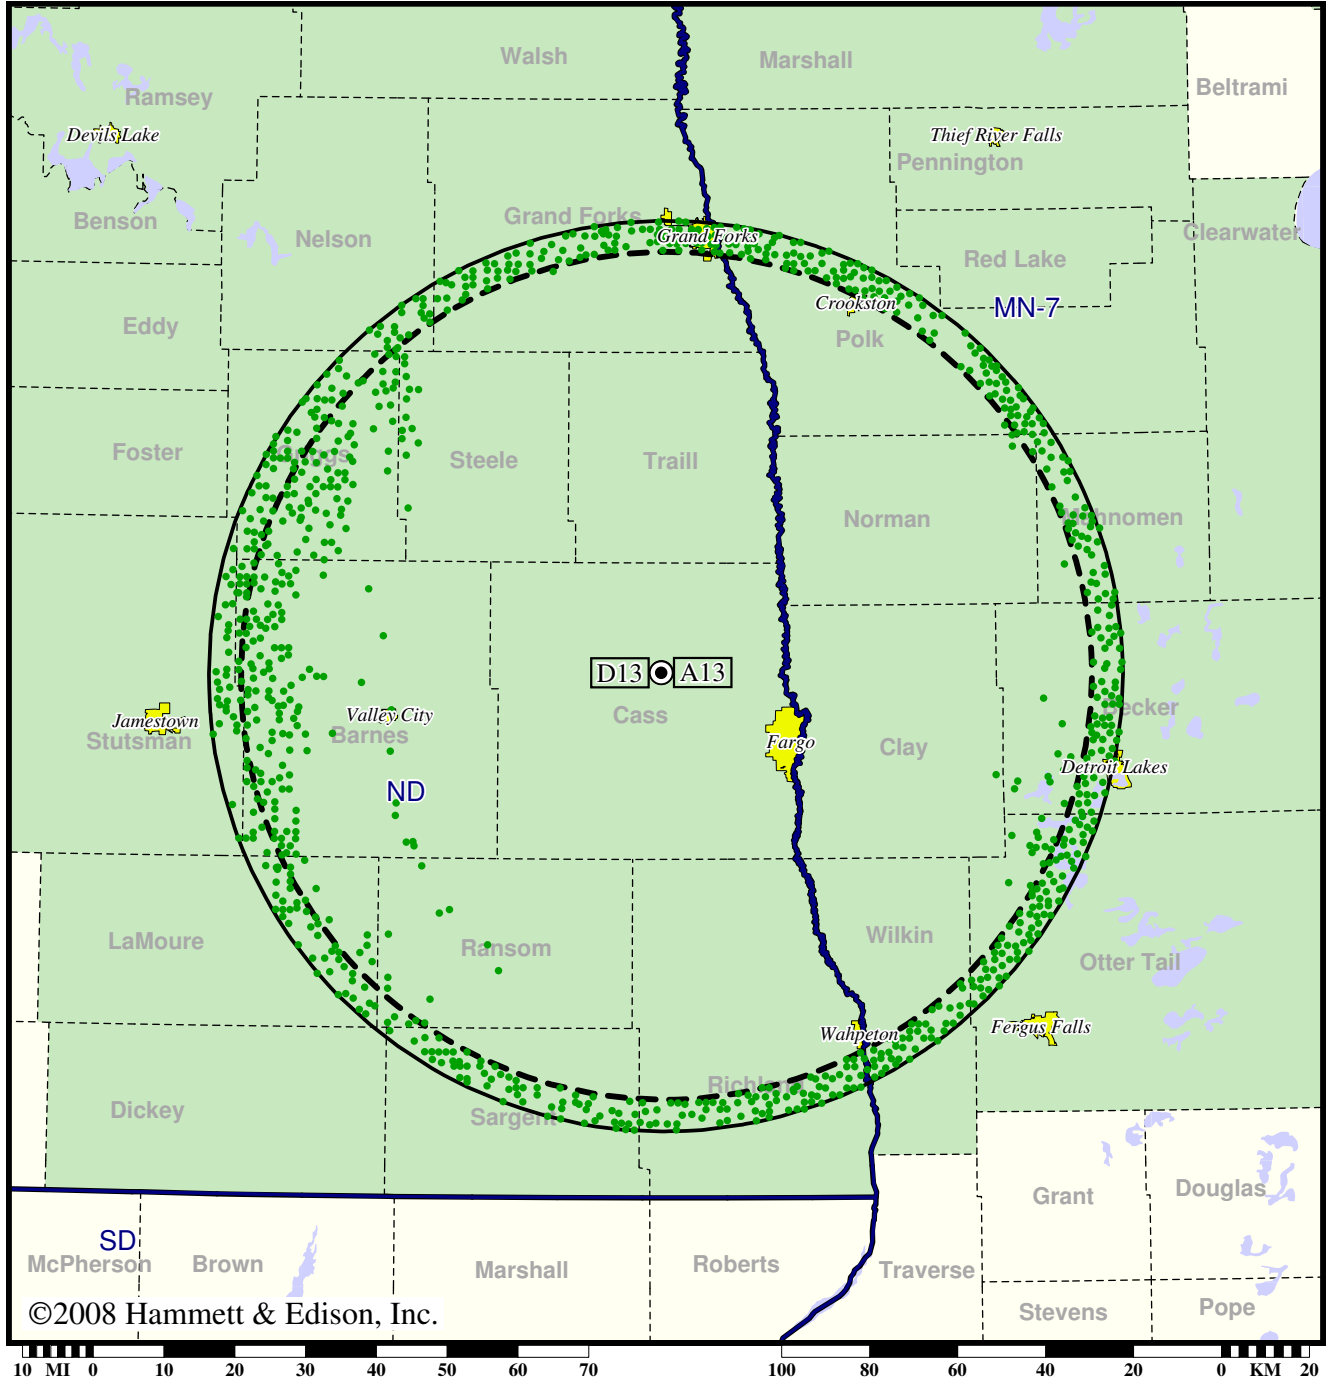 Walsh
Marshall
Beltrami
Ramsey
Devils Lake
Thief River Falls
Pennington
Benson
Grand Forks
Nelson
Grand Forks
Clearwater
Red Lake
Crookston
MN-7
Eddy
Polk
Foster
Griggs
Steele
Traill
Norman
Mahnomen
D13
A13
Jamestown
Valley City
Cass
Becker
Stutsman
Barnes
Fargo
Clay
Detroit Lakes
ND
LaMoure
Ransom
Wilkin
Otter Tail
Wahpeton
Fergus Falls
Dickey
Sargent
Richland
Grant
Douglas
SD
McPherson
Brown
Marshall
Roberts
Traverse
Stevens
Pope
©2008 Hammett & Edison, Inc.
10 MI 0 10 20 30 40 50 60 70 100 80 60 40 20 0 KM 20